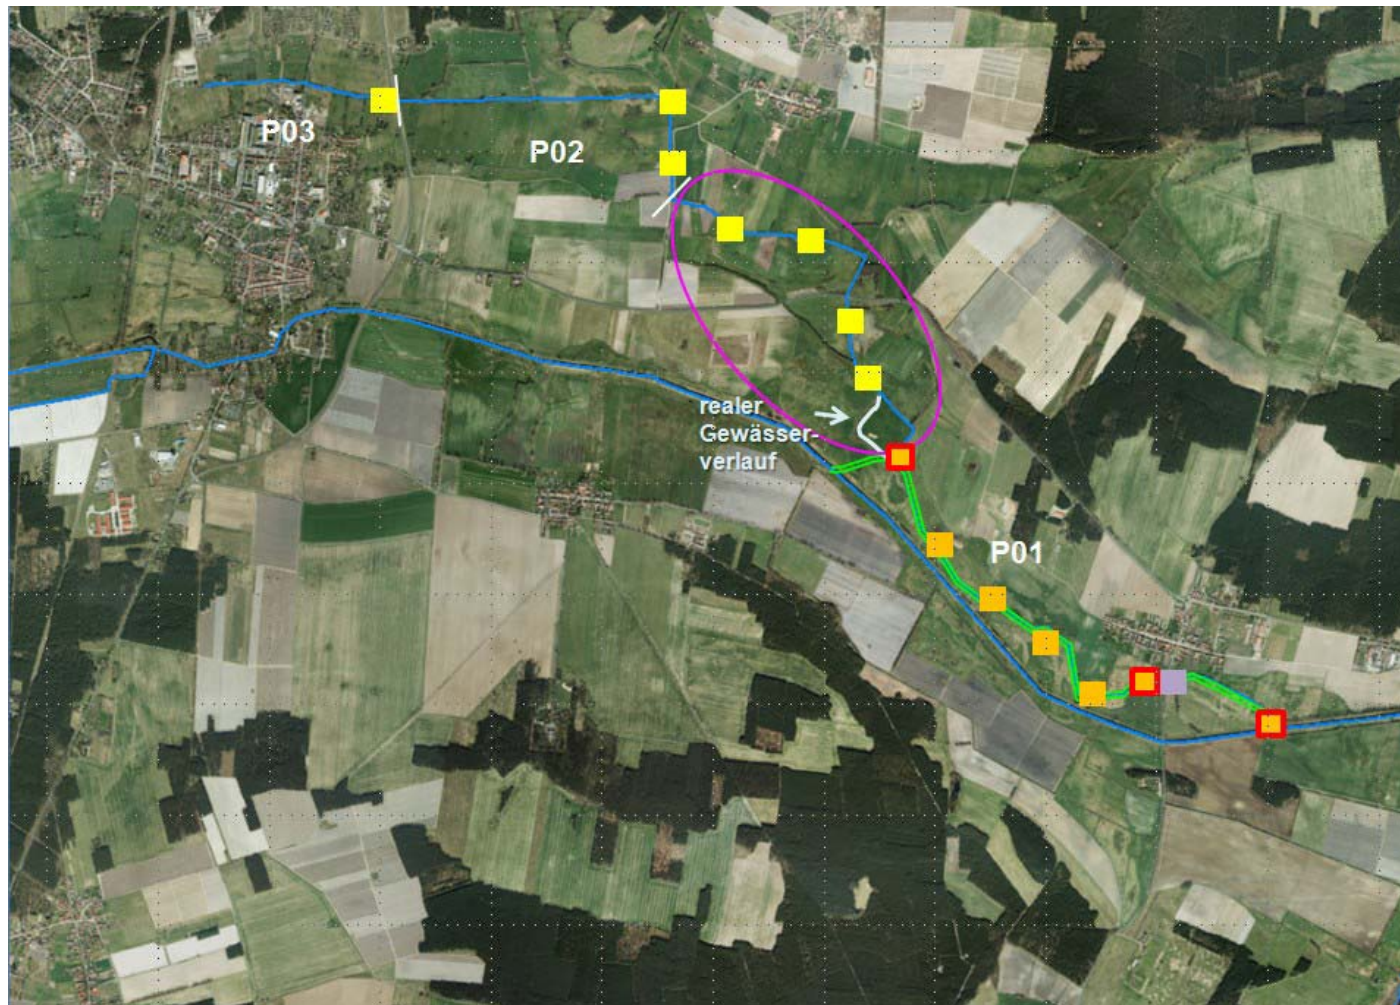 P03
P02
realer
Gewässer-
verlauf
P01